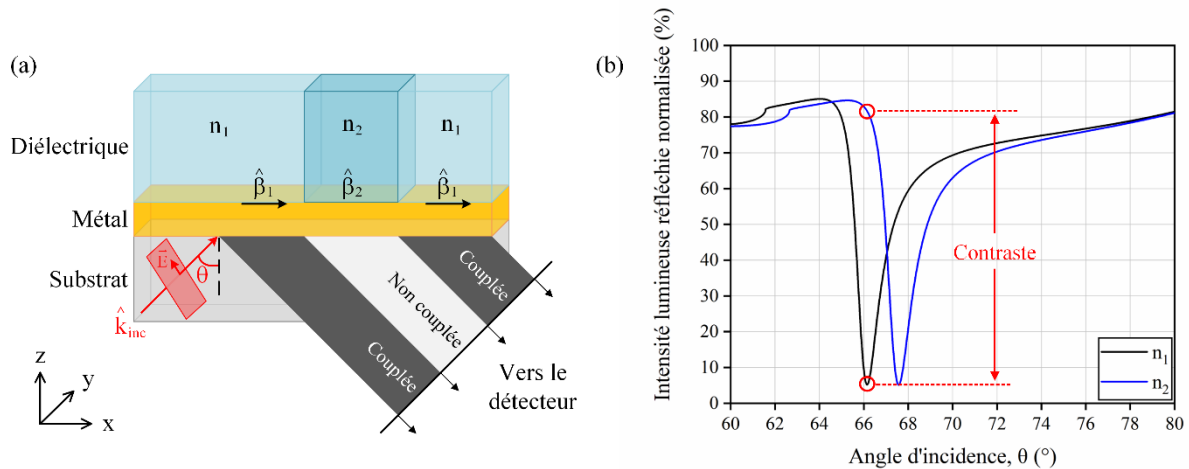 (a)
Diélectrique
n₁
n₂
n₁
β̂₁
β̂₂
β̂₁
Métal
Substrat
E⃗
θ
k̂inc
Couplée
Non couplée
Couplée
Vers le
détecteur
z
y
x
(b)
Intensité lumineuse réfléchie normalisée (%)
100
90
80
70
60
50
40
30
20
10
0
60
62
64
66
68
70
72
74
76
78
80
Contraste
n₁
n₂
Angle d'incidence, θ (°)